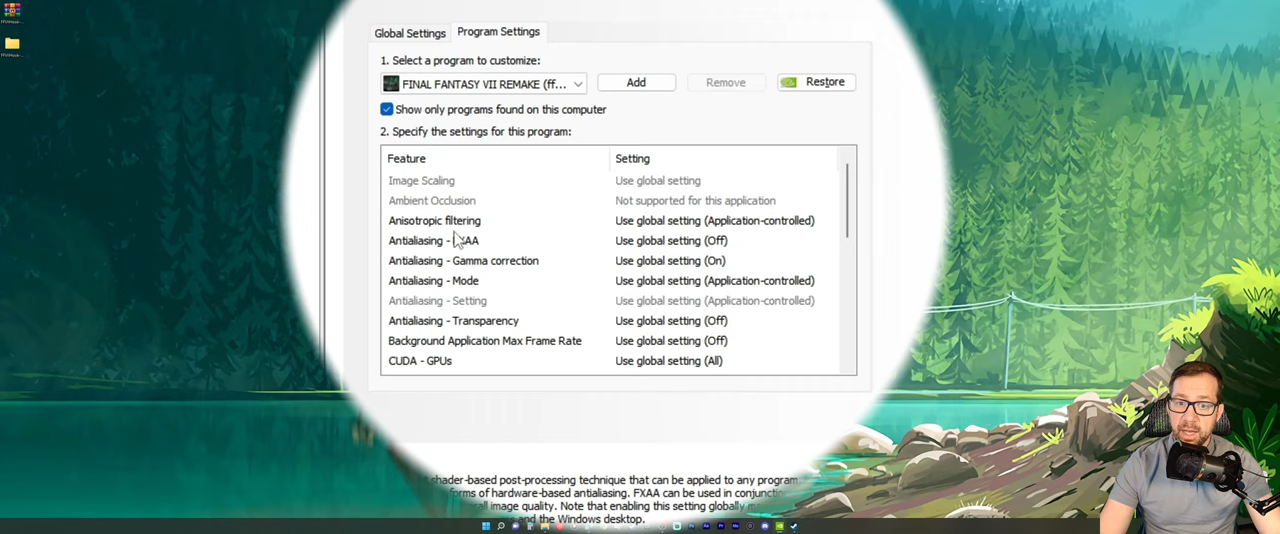 Global Settings
Program Settings
1. Select a program to customize:
FINAL FANTASY VII REMAKE (ff...
Add
Remove
Restore
Show only programs found on this computer
2. Specify the settings for this program:
Feature
Setting
Image Scaling
Use global setting
Ambient Occlusion
Not supported for this application
Anisotropic filtering
Use global setting (Application-controlled)
Antialiasing -
Use global setting (Off)
Antialiasing - Gamma correction
Use global setting (On)
Antialiasing - Mode
Use global setting (Application-controlled)
Antialiasing - Setting
Use global setting (Application-controlled)
Antialiasing - Transparency
Use global setting (Off)
Background Application Max Frame Rate
Use global setting (Off)
CUDA - GPUs
Use global setting (All)
shader-based post-processing technique that can be applied to any program
forms of hardware-based antialiasing. FXAA can be used in
image quality. Note that enabling this setting globally
and the Windows desktop.